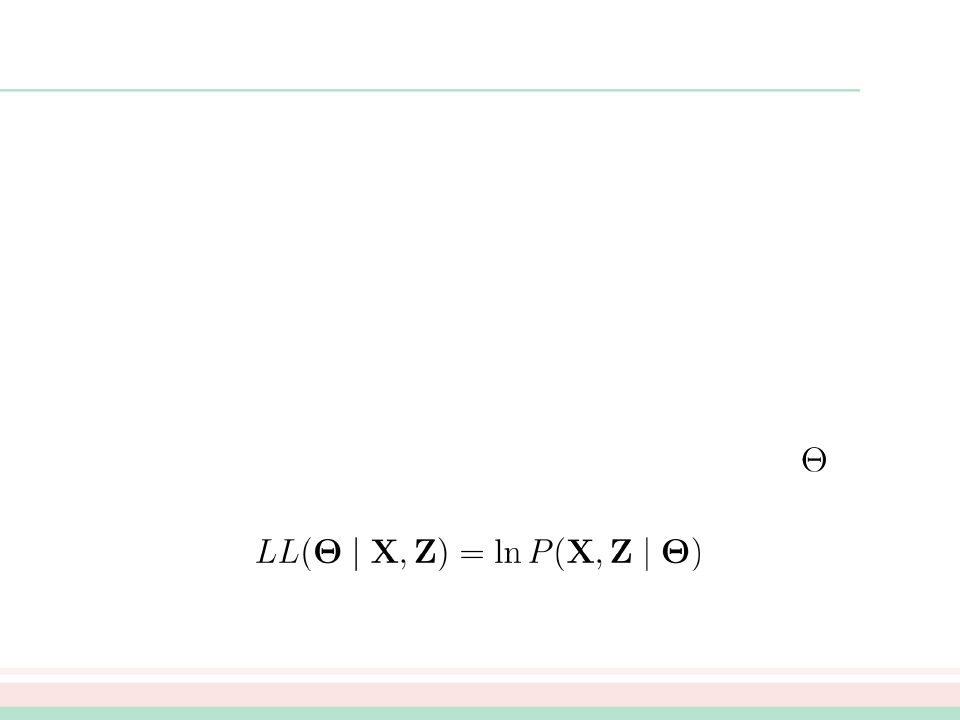 Θ
LL(Θ | X, Z) = ln P(X, Z | Θ)